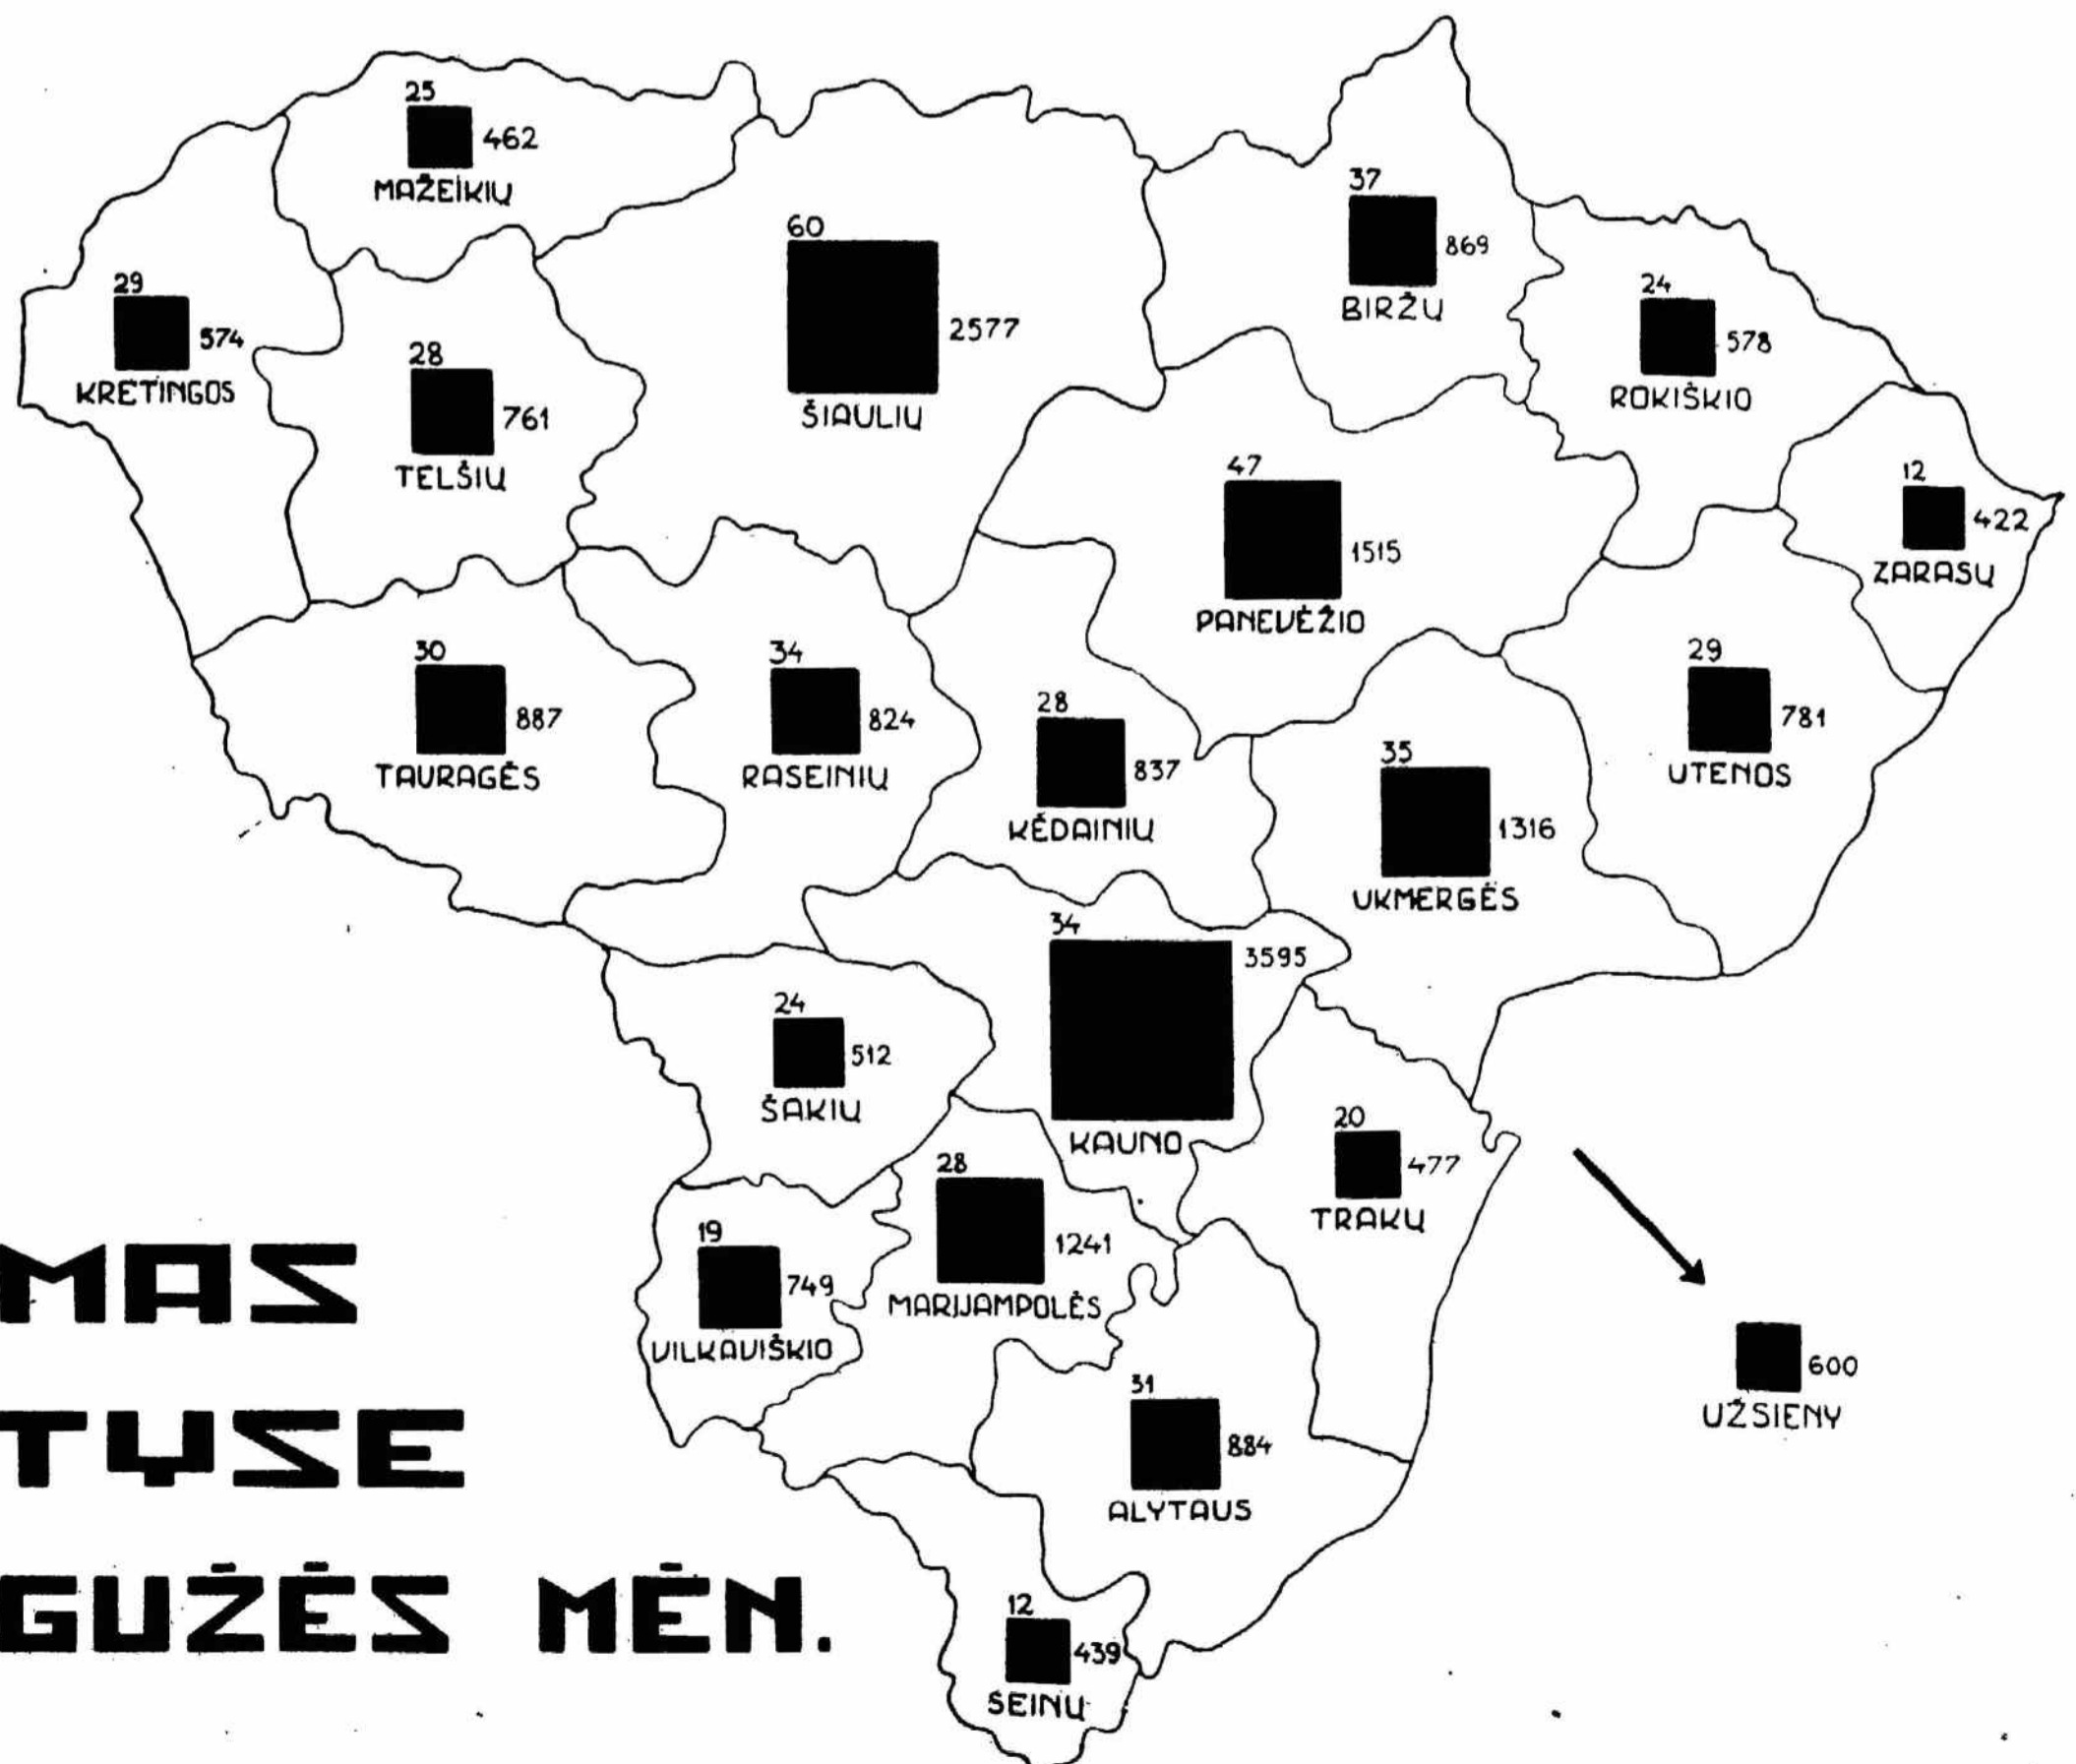 25
462
MAŽEIKIŲ
37
869
BIRŽŲ
60
2577
ŠIAULIŲ
29
574
KRETINGOS
24
578
ROKIŠKIO
28
761
TELŠIŲ
47
1515
PANEVĖŽIO
12
422
ZARASŲ
30
887
TAURAGĖS
34
824
RASEINIŲ
28
837
KĖDAINIŲ
29
781
UTENOS
35
1316
UKMERGĖS
34
3595
KAUNO
24
512
ŠAKIŲ
20
477
TRAKŲ
28
1241
MARIJAMPOLĖS
19
749
VILKAVIŠKIO
600
UŽSIENY
31
884
ALYTAUS
12
439
SEINŲ
MAS
TYSE
GUŽĖS MĖN.